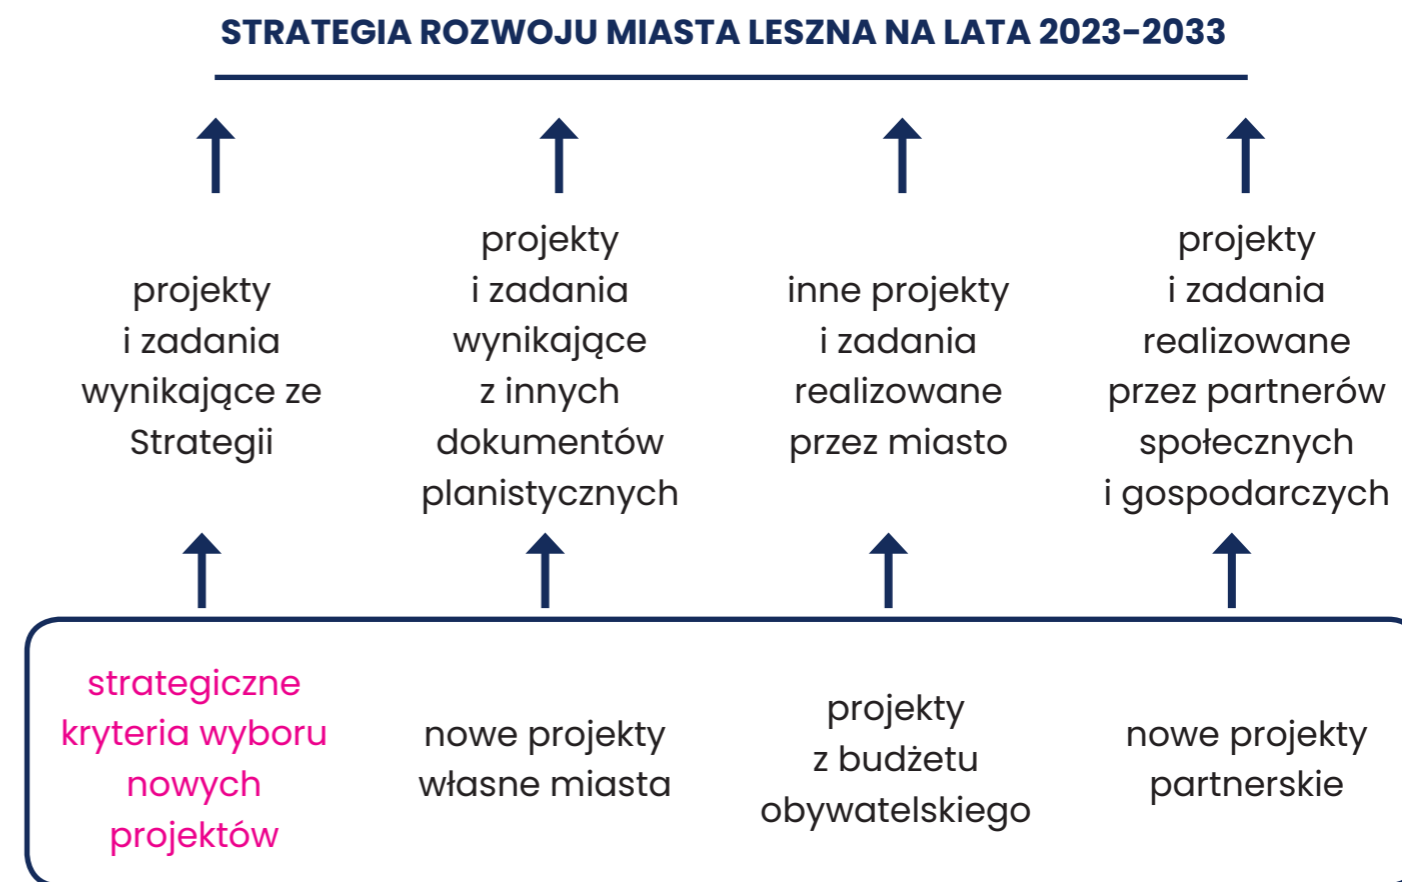 STRATEGIA ROZWOJU MIASTA LESZNA NA LATA 2023-2033
projekty
i zadania
wynikające ze
Strategii
projekty
i zadania
wynikające
z innych
dokumentów
planistycznych
inne projekty
i zadania
realizowane
przez miasto
projekty
i zadania
realizowane
przez partnerów
społecznych
i gospodarczych
strategiczne
kryteria wyboru
nowych
projektów
nowe projekty
własne miasta
projekty
z budżetu
obywatelskiego
nowe projekty
partnerskie